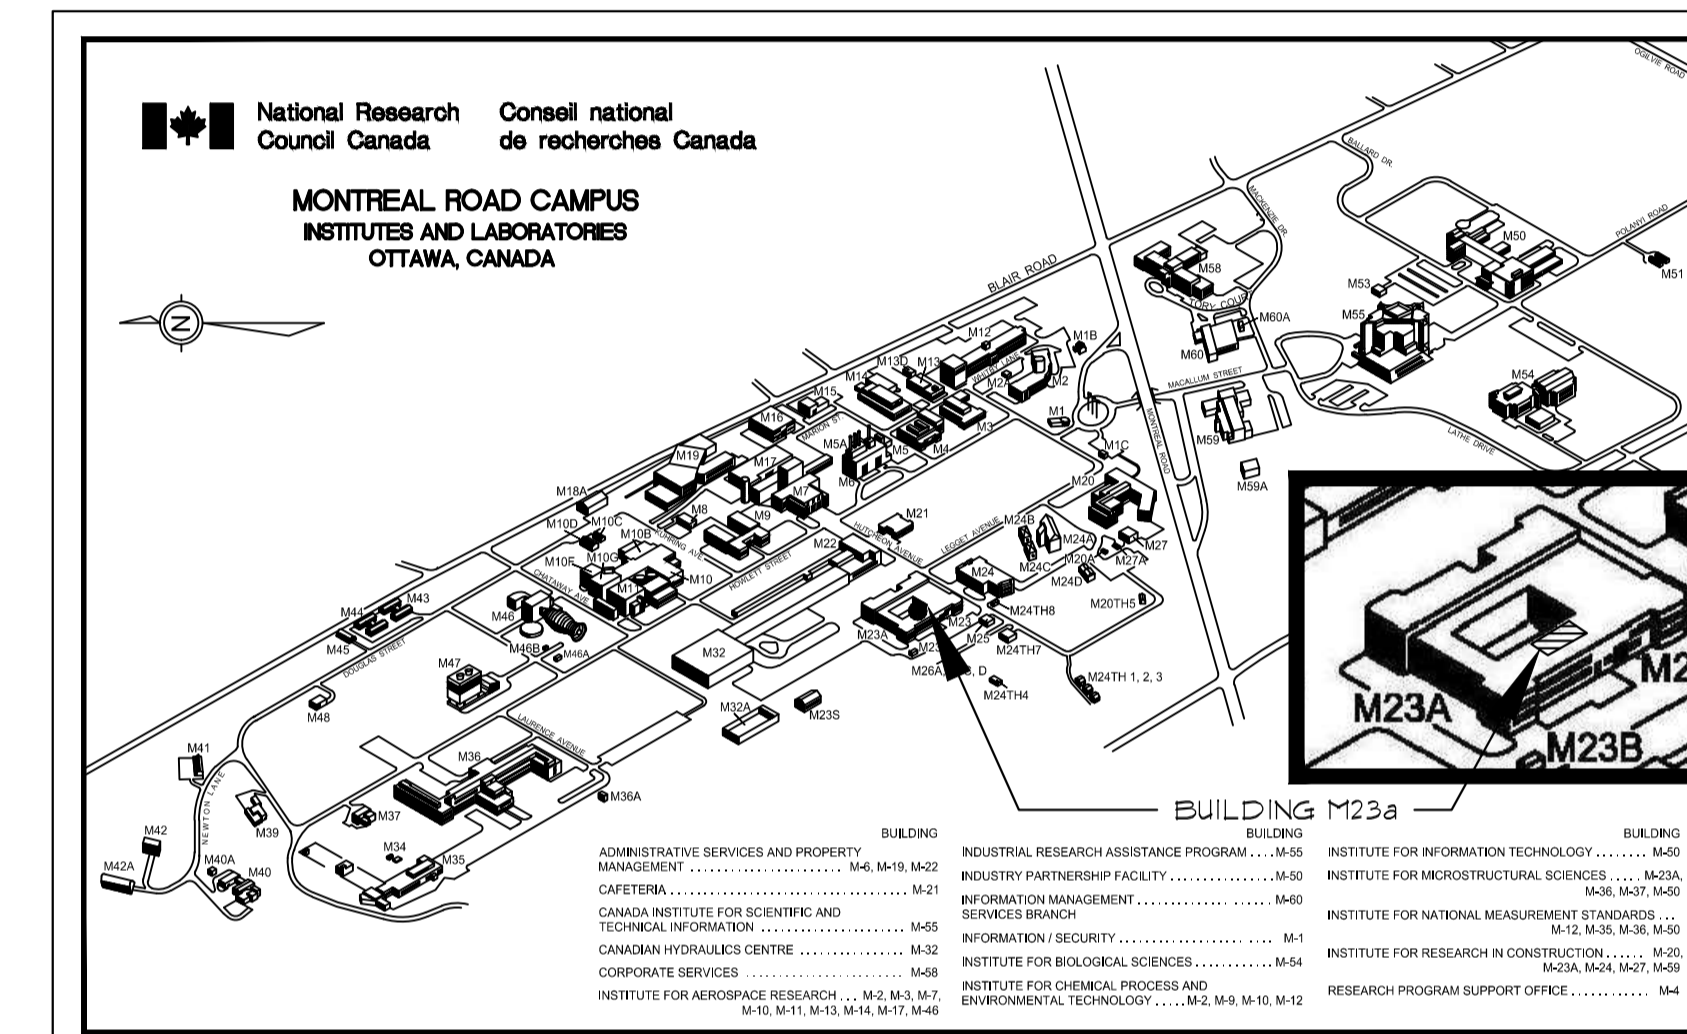 National Research Council Canada
Conseil national de recherches Canada
MONTREAL ROAD CAMPUS
INSTITUTES AND LABORATORIES
OTTAWA, CANADA
N
OGILVIE ROAD
BALLARD DR.
MACKENZIE DR.
POLANYI ROAD
BLAIR ROAD
TORY COURT
MACALLUM STREET
MONTREAL ROAD
LATHE DRIVE
WHITBY LANE
MARION ST.
HUTCHEON AVENUE
LEGGET AVENUE
HOWLETT STREET
KUHRING AVE.
CHATAWAY AVE.
DOUGLAS STREET
LAURENCE AVENUE
NEWTON LANE
M50
M51
M58
M53
M55
M60A
M60
M54
M59
M59A
M12
M1B
M13D
M13
M2A
M2
M14
M15
M1
M16
M3
M5A
M5
M4
M1C
M19
M17
M6
M20
M18A
M7
M8
M9
M21
M24B
M10D
M10C
M10B
M22
M24A
M27
M10F
M10G
M10
M24C
M20A
M27A
M11
M24
M24D
M43
M44
M46
M24TH8
M20TH5
M45
M46B
M46A
M23A
M23
M25
M24TH7
M47
M32
M24TH 1, 2, 3
M24TH4
M48
M32A
M23S
M41
M36
M36A
M37
M39
M42
M34
M35
M42A
M40A
M40
M23A
M23B
BUILDING M23a
BUILDING
ADMINISTRATIVE SERVICES AND PROPERTY
MANAGEMENT . . . . . . . . . . . . . . . . . M-6, M-19, M-22
CAFETERIA . . . . . . . . . . . . . . . . . . . . . . . . . M-21
CANADA INSTITUTE FOR SCIENTIFIC AND
TECHNICAL INFORMATION . . . . . . . . . . . . . . . . . . M-55
CANADIAN HYDRAULICS CENTRE . . . . . . . . . . . . . M-32
CORPORATE SERVICES . . . . . . . . . . . . . . . . . . . . M-58
INSTITUTE FOR AEROSPACE RESEARCH . . . M-2, M-3, M-7,
M-10, M-11, M-13, M-14, M-17, M-46
BUILDING
INDUSTRIAL RESEARCH ASSISTANCE PROGRAM . . . . M-55
INDUSTRY PARTNERSHIP FACILITY . . . . . . . . . . . . . M-50
INFORMATION MANAGEMENT . . . . . . . . . . . . . . . . . M-60
SERVICES BRANCH
INFORMATION / SECURITY . . . . . . . . . . . . . . . . . . . . M-1
INSTITUTE FOR BIOLOGICAL SCIENCES . . . . . . . . . . M-54
INSTITUTE FOR CHEMICAL PROCESS AND
ENVIRONMENTAL TECHNOLOGY . . . . . M-2, M-9, M-10, M-12
BUILDING
INSTITUTE FOR INFORMATION TECHNOLOGY . . . . . . . M-50
INSTITUTE FOR MICROSTRUCTURAL SCIENCES . . . . M-23A,
M-36, M-37, M-50
INSTITUTE FOR NATIONAL MEASUREMENT STANDARDS . . .
M-12, M-35, M-36, M-50
INSTITUTE FOR RESEARCH IN CONSTRUCTION . . . . . . M-20,
M-23A, M-24, M-27, M-59
RESEARCH PROGRAM SUPPORT OFFICE . . . . . . . . . . . M-4